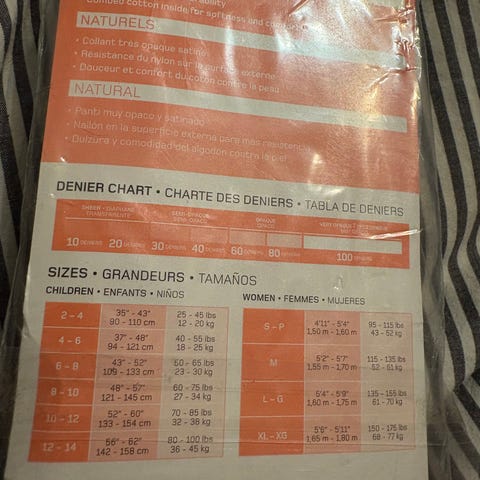 Combed cotton inside for softness and
NATURELS
• Collant très opaque satiné
• Résistance du nylon sur la surface externe
• Douceur et confort du coton contre la peau
NATURAL
• Panti muy opaco y satinado
• Nailón en la superficie externa para más resistencia
• Dulzura y comodidad del algodón contra la piel
DENIER CHART • CHARTE DES DENIERS • TABLA DE DENIERS
SHEER • DIAPHANE SEMI-OPAQUE OPAQUE VERY OPAQUE
TRANSPARENTE SEMI-OPACO OPACO
10 DENIERS 20 DENIERS 30 DENIERS 40 DENIERS 60 DENIERS 80 DENIERS 100 DENIERS
SIZES • GRANDEURS • TAMAÑOS
CHILDREN • ENFANTS • NIÑOS
2 - 4 35" - 43" 25 - 45 lbs
90 - 110 cm 12 - 20 kg
4 - 6 37" - 48" 40 - 55 lbs
94 - 121 cm 18 - 25 kg
6 - 8 43" - 52" 50 - 65 lbs
109 - 133 cm 23 - 30 kg
8 - 10 48" - 57" 60 - 75 lbs
121 - 145 cm 27 - 34 kg
10 - 12 52" - 60" 70 - 85 lbs
133 - 154 cm 32 - 38 kg
12 - 14 56" - 62" 80 - 100 lbs
142 - 158 cm 36 - 45 kg
WOMEN • FEMMES • MUJERES
S - P 4'11" - 5'4" 95 - 115 lbs
1,50 m - 1,60 m 43 - 52 kg
M 5'2" - 5'7" 115 - 135 lbs
1,55 m - 1,70 m 52 - 61 kg
L - G 5'4" - 5'9" 135 - 155 lbs
1,60 m - 1,75 m 61 - 70 kg
XL - XG 5'6" - 5'11" 150 - 175 lbs
1,65 m - 1,80 m 68 - 77 kg